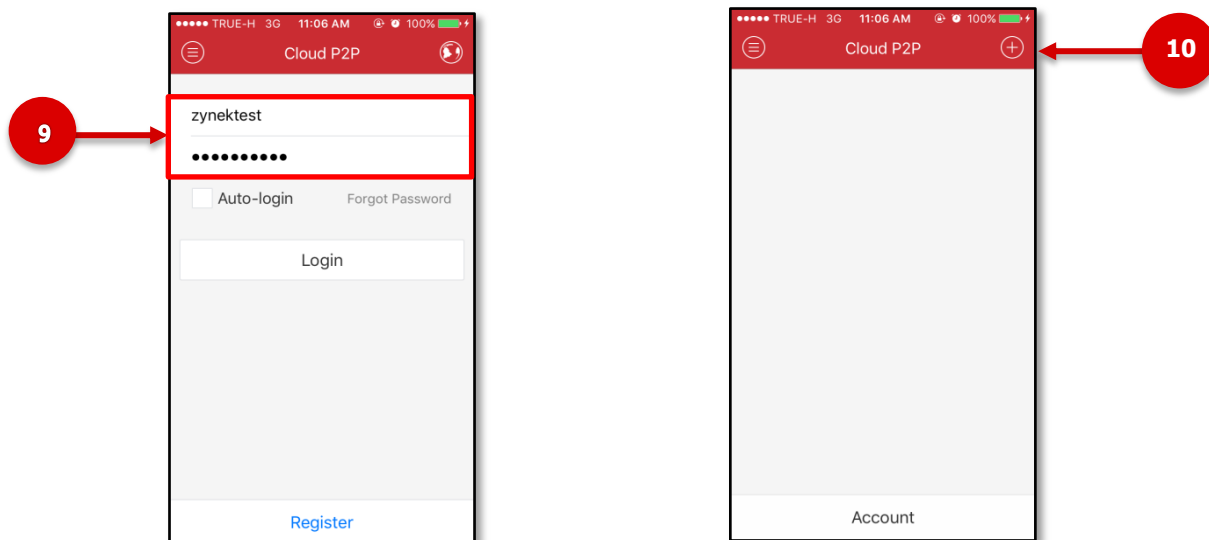 TRUE-H 3G 11:06 AM 100%
Cloud P2P
9
zynektest
••••••••••
Auto-login Forgot Password
Login
Register
TRUE-H 3G 11:06 AM 100%
Cloud P2P
10
Account